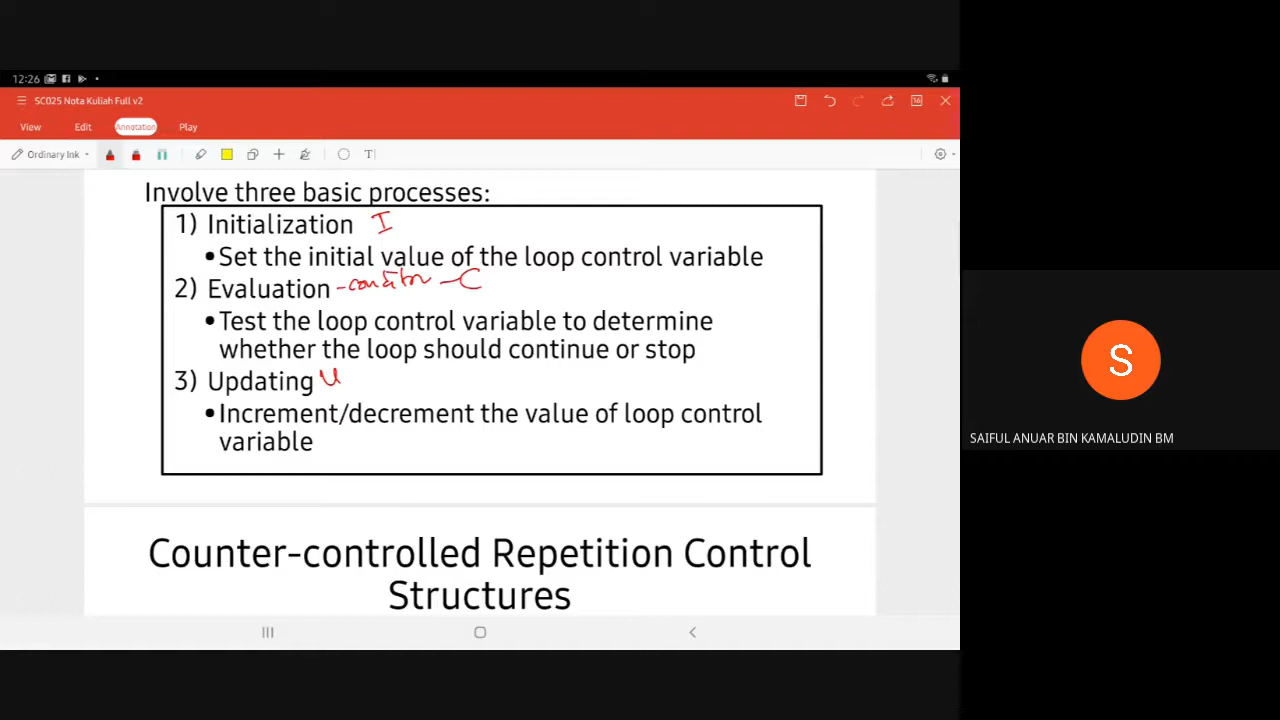 12:26
SC025 Nota Kuliah Full v2
16
View Edit Annotation Play
Ordinary Ink T
Involve three basic processes:
1) Initialization I
•Set the initial value of the loop control variable
2) Evaluation - condition - C
•Test the loop control variable to determine
whether the loop should continue or stop
3) Updating U
•Increment/decrement the value of loop control
variable
Counter-controlled Repetition Control
Structures
S
SAIFUL ANUAR BIN KAMALUDIN BM